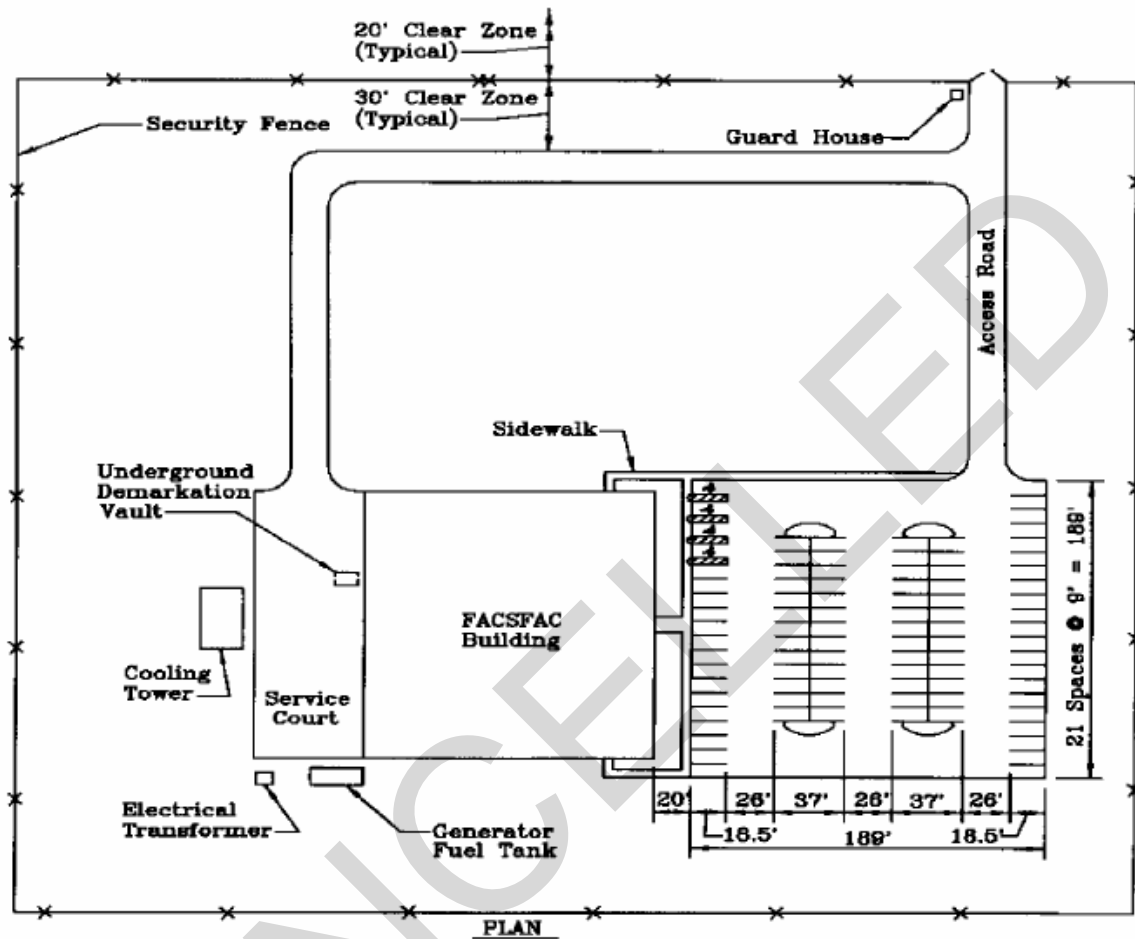 20' Clear Zone
(Typical)
30' Clear Zone
(Typical)
Security Fence
Guard House
Access Road
Sidewalk
Underground
Demarkation
Vault
FACSFAC
Building
Cooling
Tower
Service
Court
21 Spaces @ 9' = 189'
20'
26'
37'
26'
37'
26'
18.5'
18.5'
189'
Electrical
Transformer
Generator
Fuel Tank
PLAN
CANCELLED